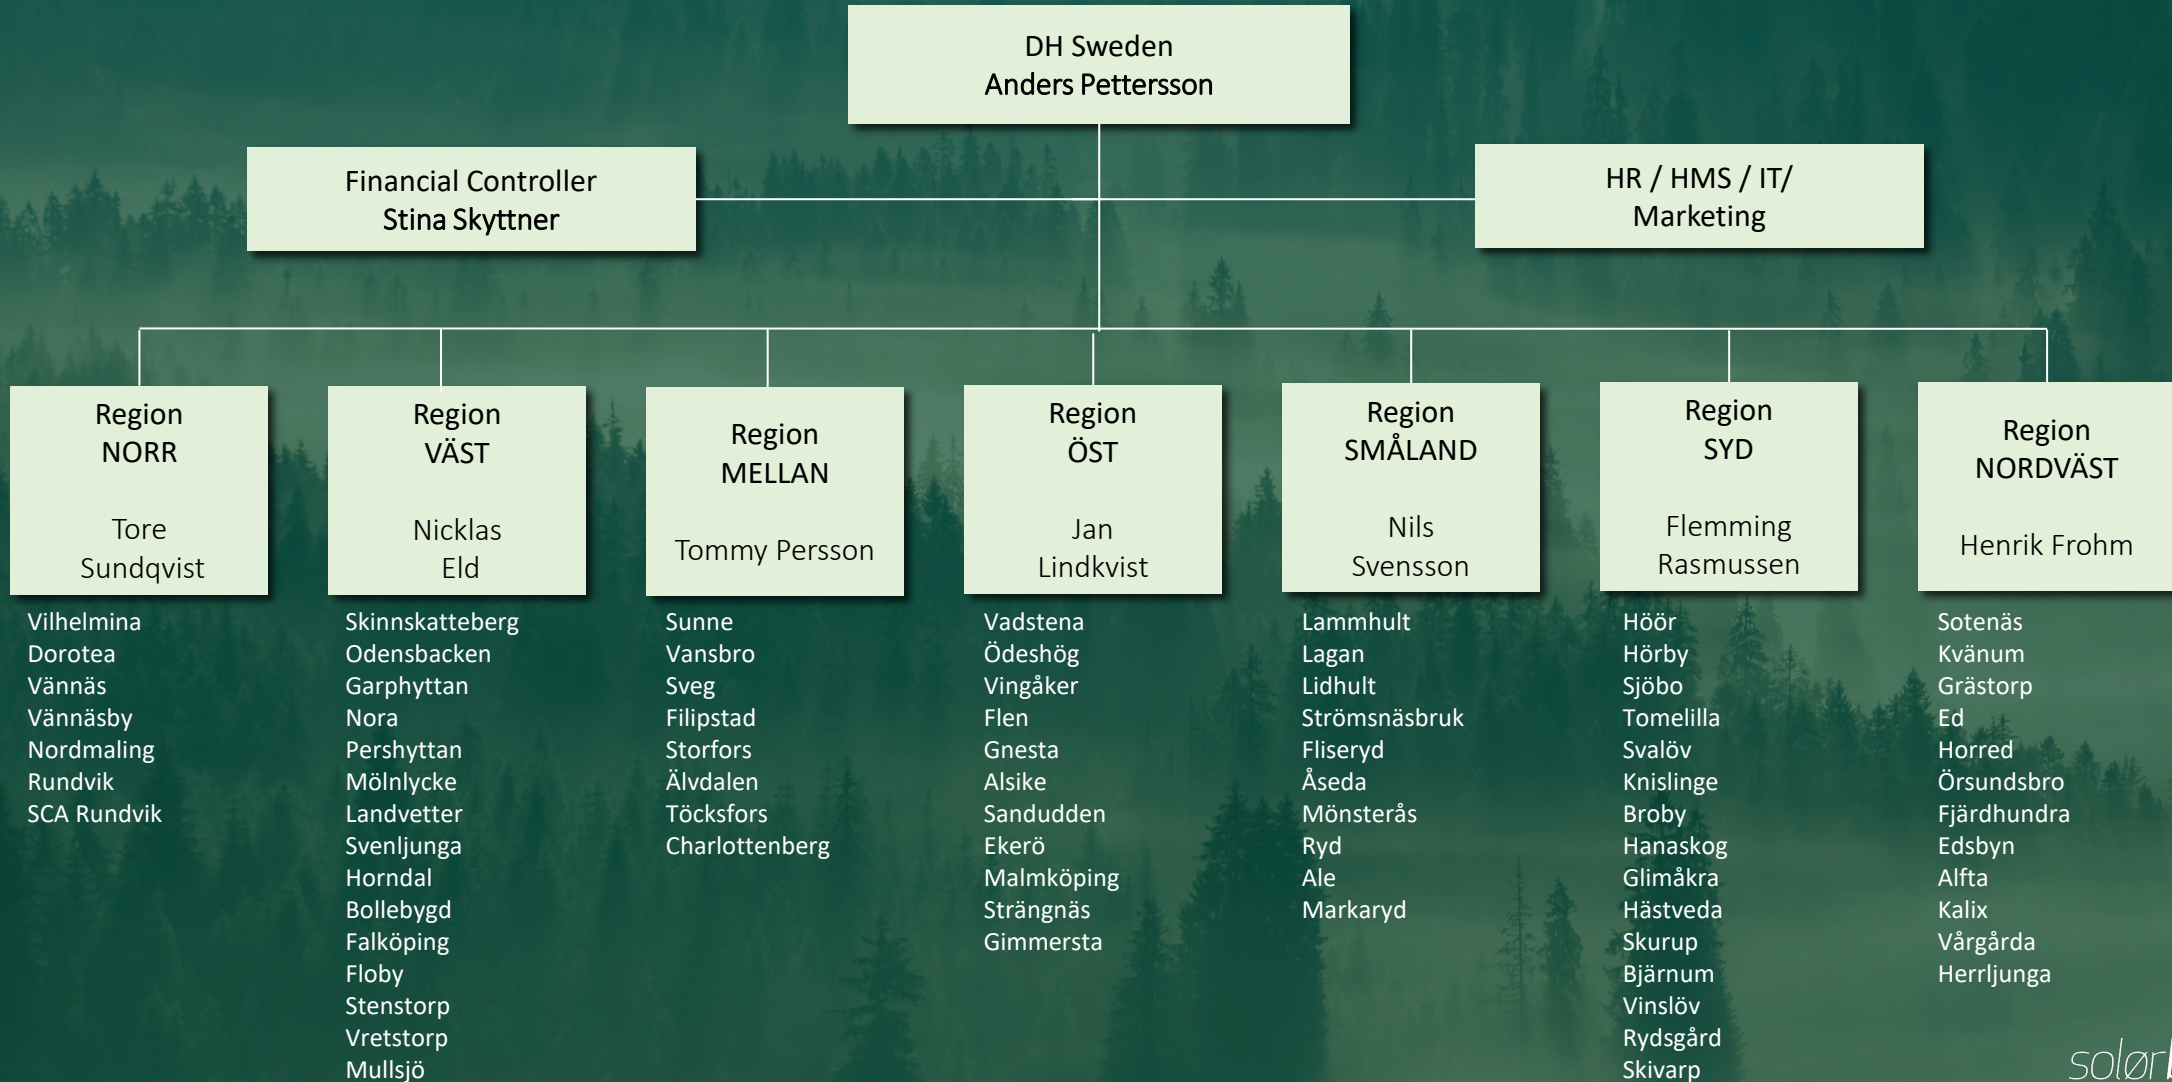 DH Sweden
Anders Pettersson
Financial Controller
Stina Skyttner
HR / HMS / IT/
Marketing
Region
NORR
Tore
Sundqvist
Vilhelmina
Dorotea
Vännäs
Vännäsby
Nordmaling
Rundvik
SCA Rundvik
Region
VÄST
Nicklas
Eld
Skinnskatteberg
Odensbacken
Garphyttan
Nora
Pershyttan
Mölnlycke
Landvetter
Svenljunga
Horndal
Bollebygd
Falköping
Floby
Stenstorp
Vretstorp
Mullsjö
Region
MELLAN
Tommy Persson
Sunne
Vansbro
Sveg
Filipstad
Storfors
Älvdalen
Töcksfors
Charlottenberg
Region
ÖST
Jan
Lindkvist
Vadstena
Ödeshög
Vingåker
Flen
Gnesta
Alsike
Sandudden
Ekerö
Malmköping
Strängnäs
Gimmersta
Region
SMÅLAND
Nils
Svensson
Lammhult
Lagan
Lidhult
Strömsnäsbruk
Fliseryd
Åseda
Mönsterås
Ryd
Ale
Markaryd
Region
SYD
Flemming
Rasmussen
Höör
Hörby
Sjöbo
Tomelilla
Svalöv
Knislinge
Broby
Hanaskog
Glimåkra
Hästveda
Skurup
Bjärnum
Vinslöv
Rydsgård
Skivarp
Region
NORDVÄST
Henrik Frohm
Sotenäs
Kvänum
Grästorp
Ed
Horred
Örsundsbro
Fjärdhundra
Edsbyn
Alfta
Kalix
Vårgårda
Herrljunga
solør